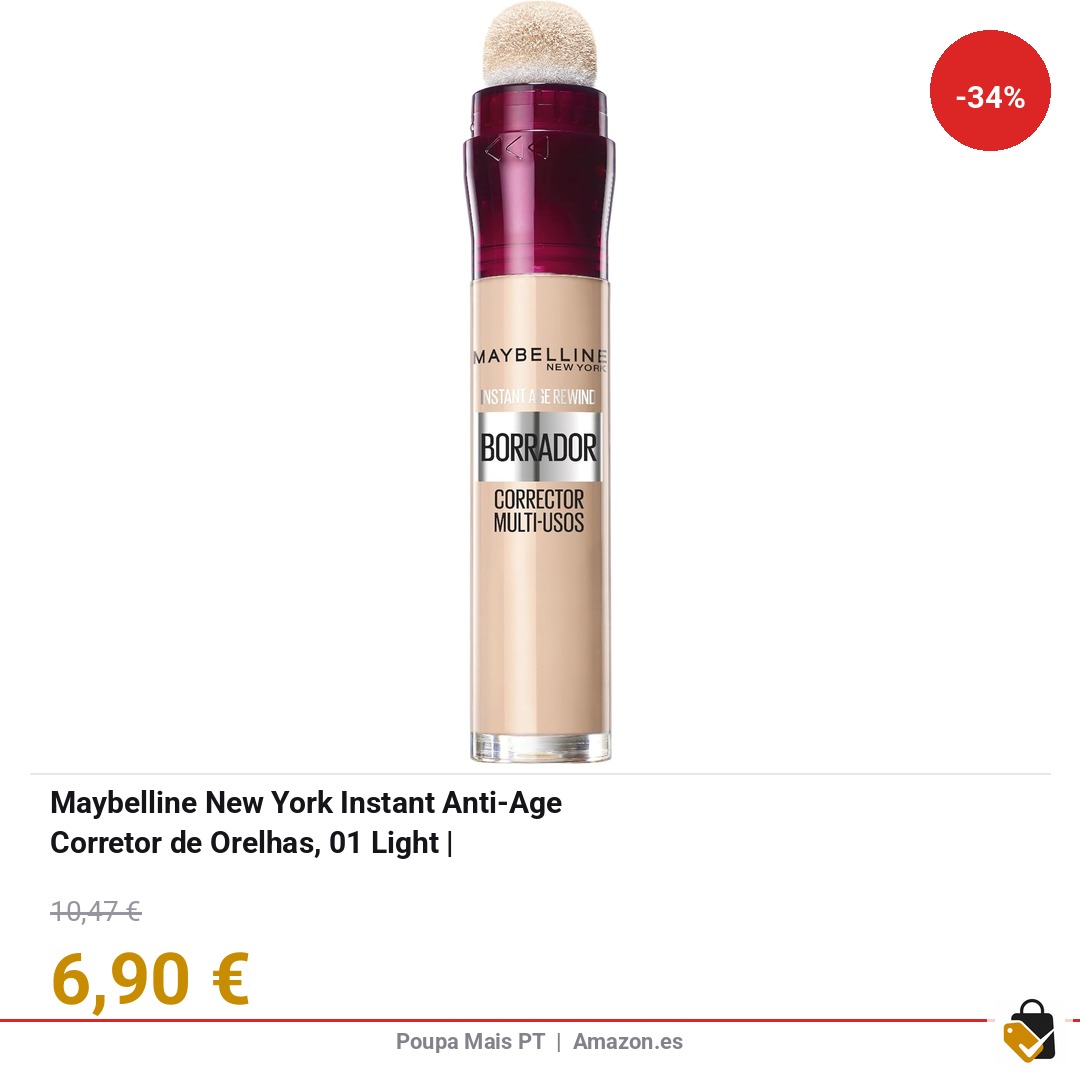 -34%
MAYBELLINE
NEW YORK
INSTANT AGE REWIND
BORRADOR
CORRECTOR
MULTI-USOS
Maybelline New York Instant Anti-Age
Corretor de Orelhas, 01 Light |
10,47 €
6,90 €
Poupa Mais PT | Amazon.es